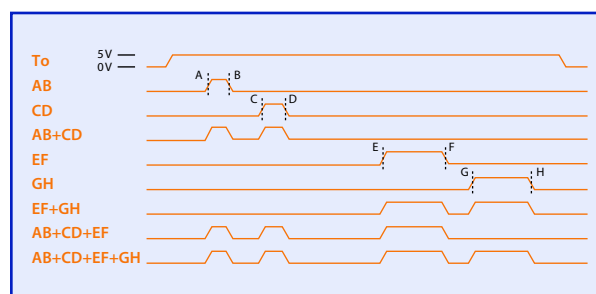 To 5V
0V
AB A B
CD C D
AB+CD
EF E F
GH G H
EF+GH
AB+CD+EF
AB+CD+EF+GH